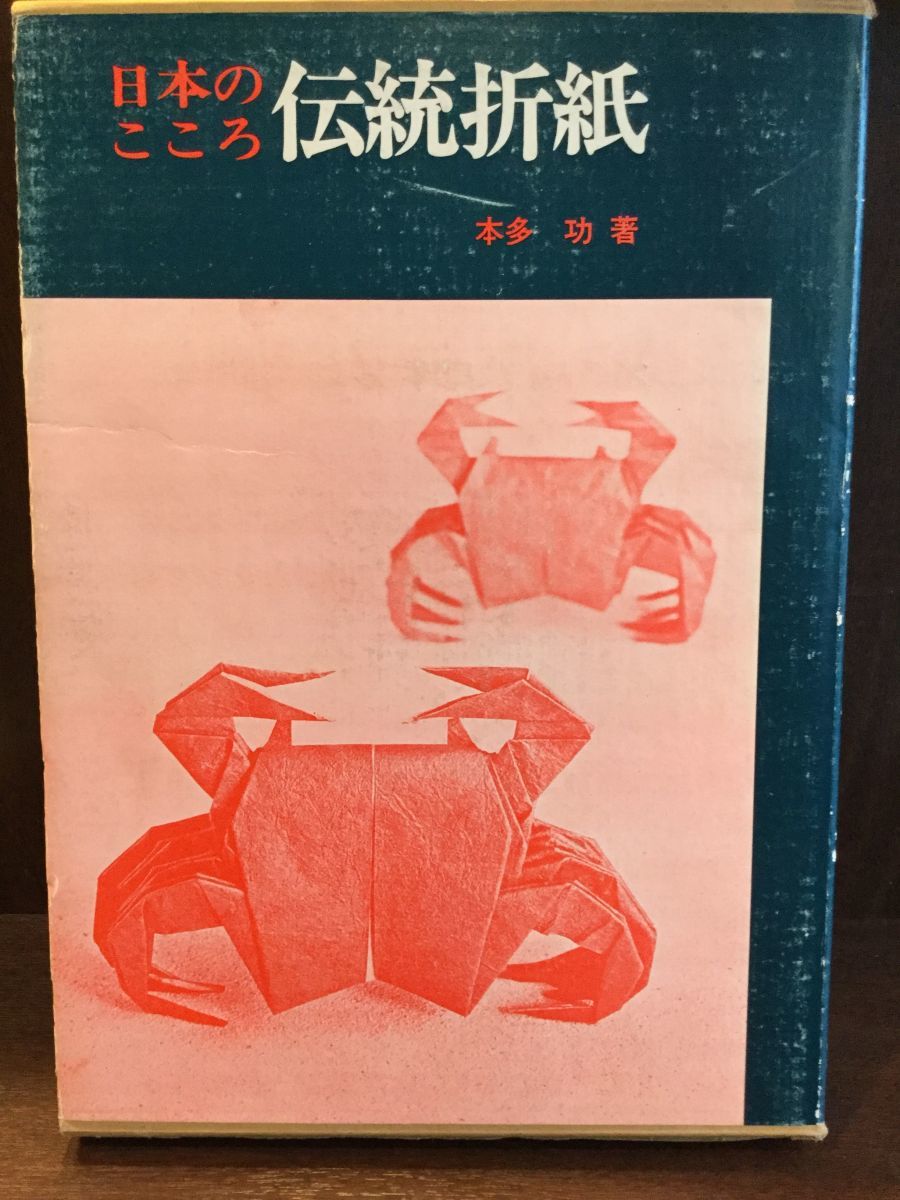 日本の
こころ
伝統折紙
本多 功 著